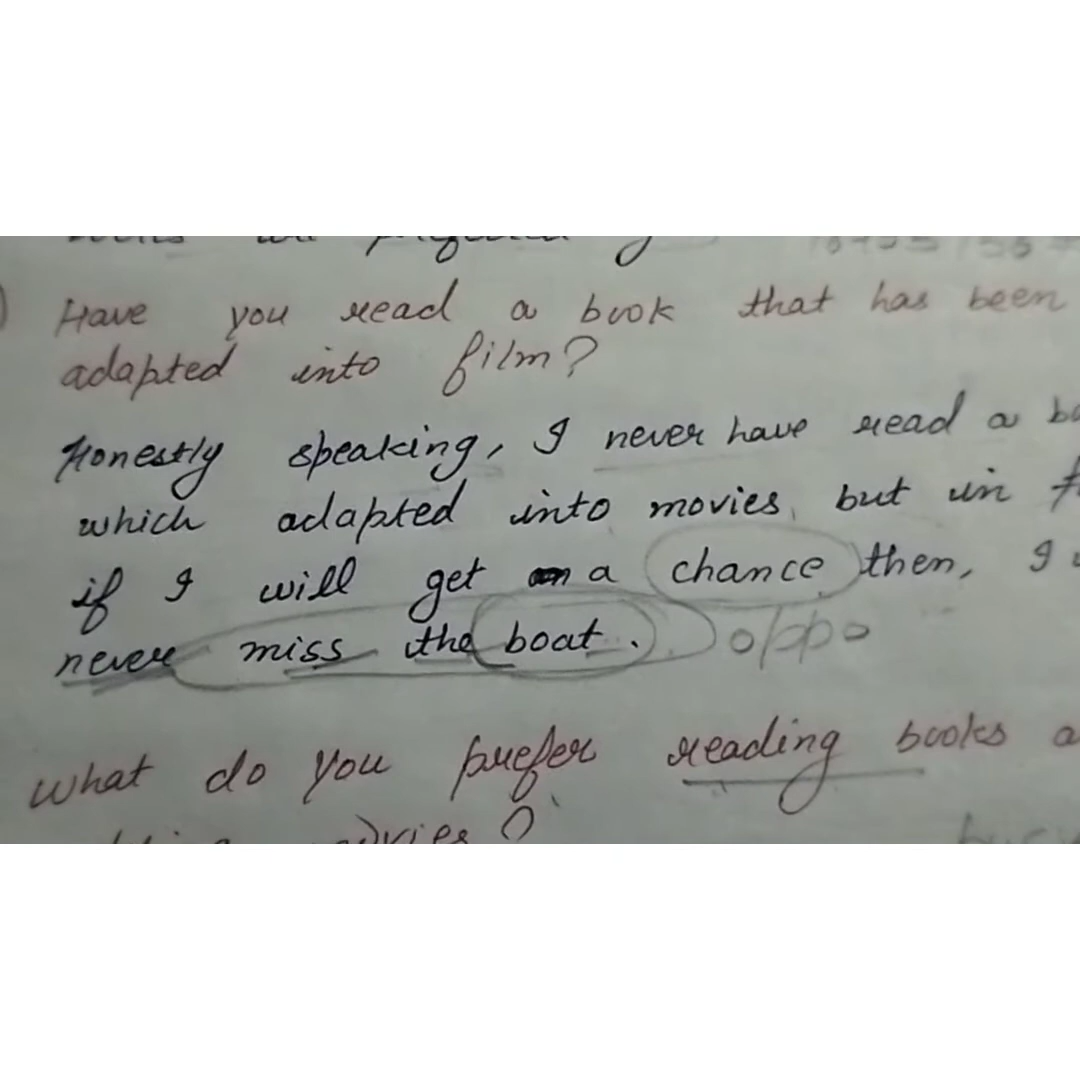 Have you read a book that has been
adapted into film?
Honestly speaking, I never have read a
which adapted into movies, but in
if I will get a chance then, I
never miss the boat. oppo
What do you prefer reading books